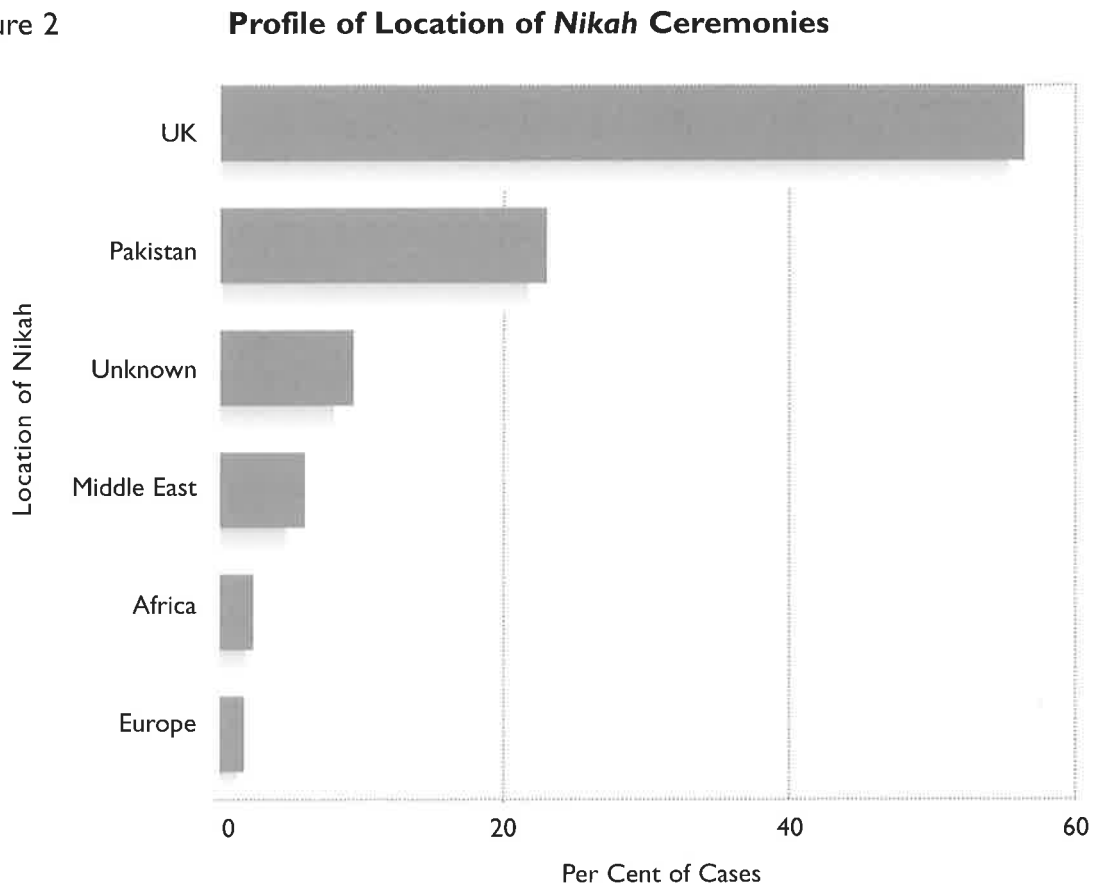 ure 2
Profile of Location of Nikah Ceremonies
Location of Nikah
UK
Pakistan
Unknown
Middle East
Africa
Europe
0 20 40 60
Per Cent of Cases